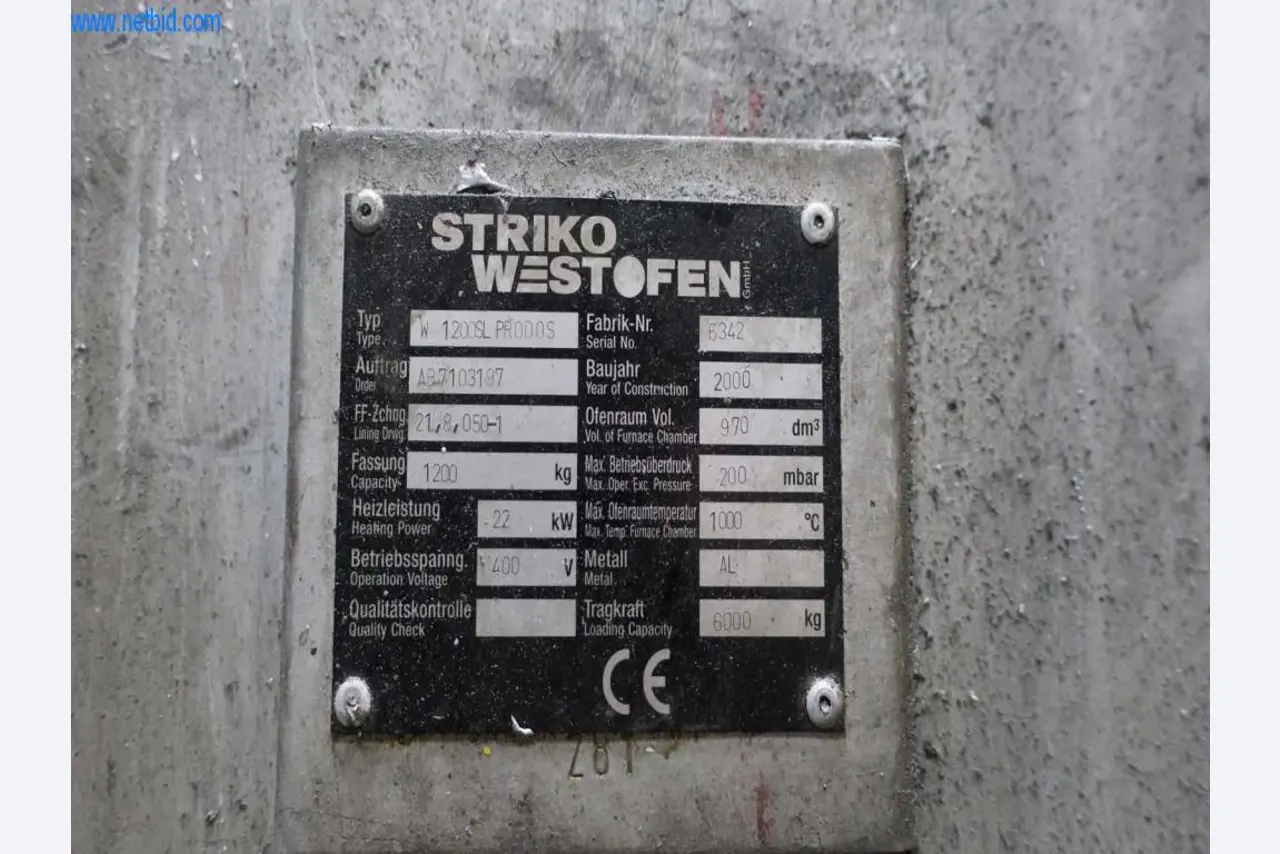 www.netbid.com
STRIKO
WESTOFEN GmbH
Typ
Type
W 1200SL PRODOS
Fabrik-Nr.
Serial No.
6342
Auftrag
Order
AB7103197
Baujahr
Year of Construction
2000
FF-Zchng.
Lining Drwg.
21,8,050-1
Ofenraum Vol.
Vol. of Furnace Chamber
970 dm³
Fassung
Capacity
1200 kg
Max. Betriebsüberdruck
Max. Oper. Exc. Pressure
200 mbar
Heizleistung
Heating Power
22 kW
Max. Ofenraumtemperatur
Max. Temp. Furnace Chamber
1000 °C
Betriebsspanng.
Operation Voltage
400 V
Metall
Metal
AL
Qualitätskontrolle
Quality Check
Tragkraft
Loading Capacity
6000 kg
CE